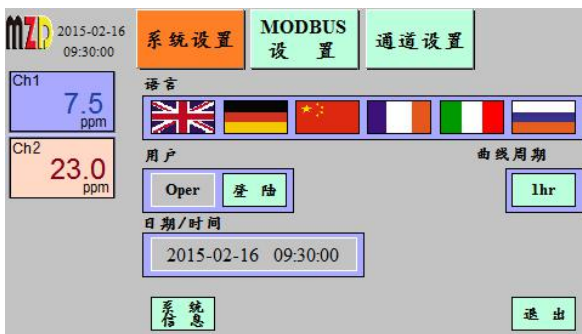 MZD 2015-02-16
09:30:00
系统设置
MODBUS
设 置
通道设置
Ch1
7.5
ppm
Ch2
23.0
ppm
语言
用户
曲线周期
Oper
登 陆
1hr
日期/时间
2015-02-16 09:30:00
系 统
信 息
退 出